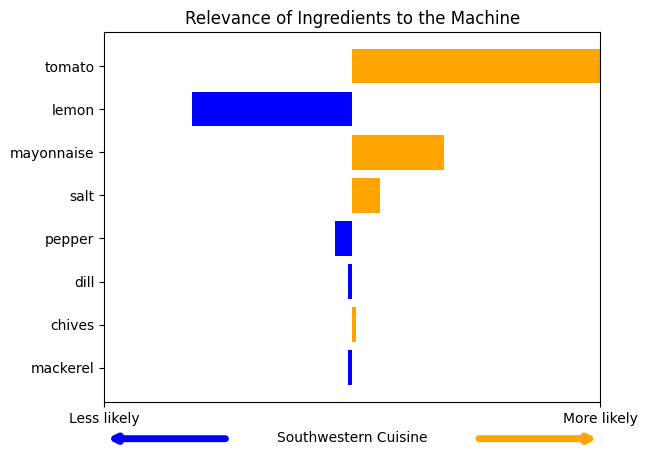 Relevance of Ingredients to the Machine
tomato
lemon
mayonnaise
salt
pepper
dill
chives
mackerel
Less likely
More likely
Southwestern Cuisine